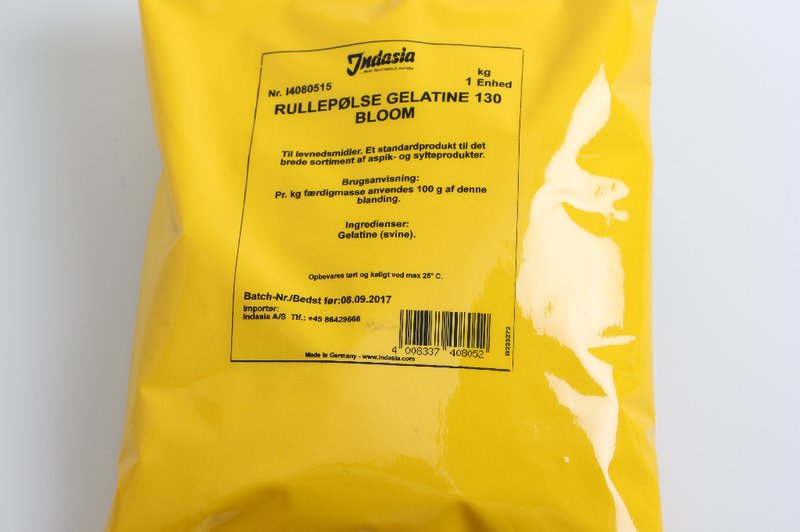 Indasia
Nr. I4080515
kg
1 Enhed
RULLEPØLSE GELATINE 130
BLOOM
Til levnedsmidler. Et standardprodukt til det
brede sortiment af aspik- og sylteprodukter.
Brugsanvisning:
Pr. kg færdigmasse anvendes 100 g af denne
blanding.
Ingredienser:
Gelatine (svine).
Opbevares tørt og køligt vod max 25° C.
Batch-Nr./Bedst før:08.09.2017
Importør:
Indasia A/S Tlf.: +45 86429666
4 008337 408052
B233272
Made in Germany - www.indasia.com